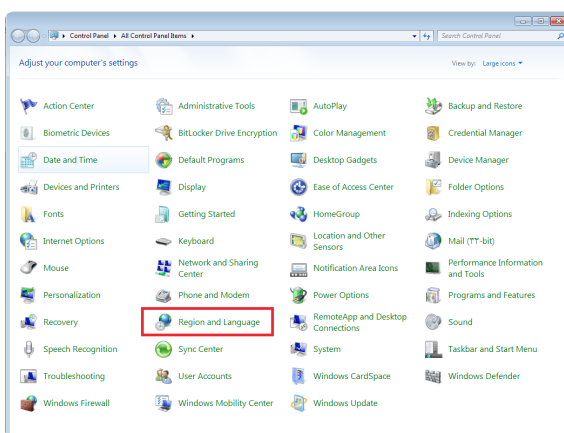 Control Panel ▸ All Control Panel Items ▸
Search Control Panel
Adjust your computer's settings
View by: Large icons ▾
Action Center
Administrative Tools
AutoPlay
Backup and Restore
Biometric Devices
BitLocker Drive Encryption
Color Management
Credential Manager
Date and Time
Default Programs
Desktop Gadgets
Device Manager
Devices and Printers
Display
Ease of Access Center
Folder Options
Fonts
Getting Started
HomeGroup
Indexing Options
Internet Options
Keyboard
Location and Other
Sensors
Mail (٣٢-bit)
Mouse
Network and Sharing
Center
Notification Area Icons
Performance Information
and Tools
Personalization
Phone and Modem
Power Options
Programs and Features
Recovery
Region and Language
RemoteApp and Desktop
Connections
Sound
Speech Recognition
Sync Center
System
Taskbar and Start Menu
Troubleshooting
User Accounts
Windows CardSpace
Windows Defender
Windows Firewall
Windows Mobility Center
Windows Update